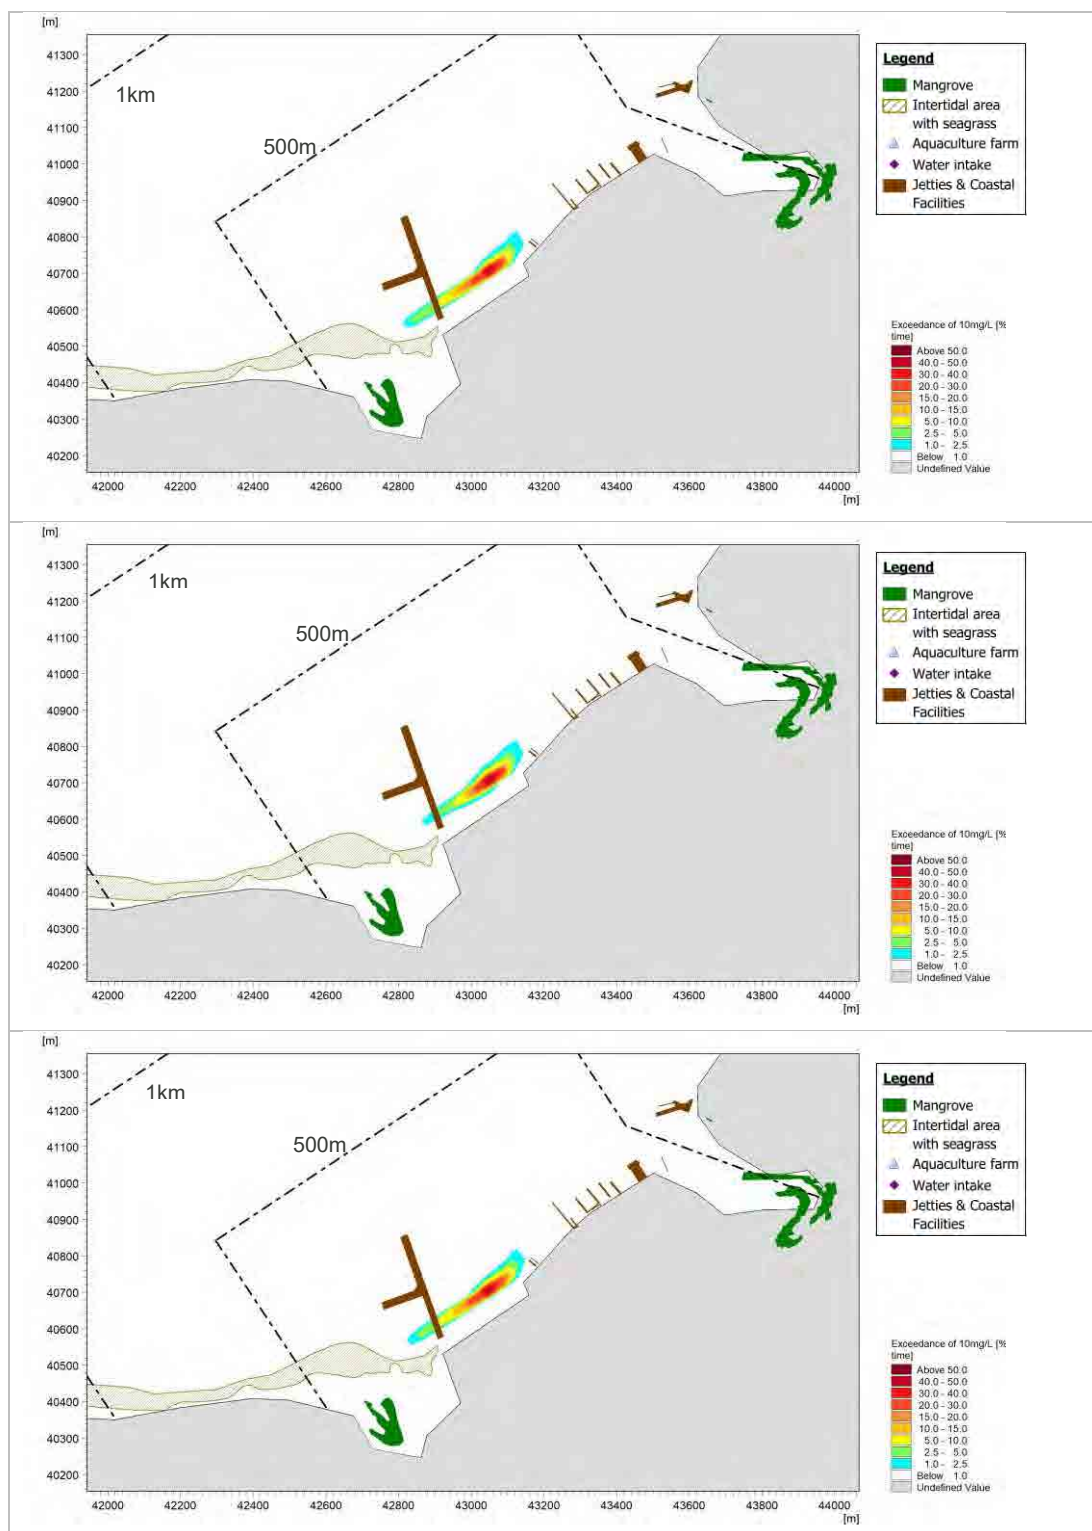 [m]
41300
41200
41100
41000
40900
40800
40700
40600
40500
40400
40300
40200
1km
500m
42000 42200 42400 42600 42800 43000 43200 43400 43600 43800 44000
[m]
Legend
Mangrove
Intertidal area
with seagrass
Aquaculture farm
Water intake
Jetties & Coastal
Facilities
Exceedance of 10mg/L [%
time]
Above 50.0
40.0 - 50.0
30.0 - 40.0
20.0 - 30.0
15.0 - 20.0
10.0 - 15.0
5.0 - 10.0
2.5 - 5.0
1.0 - 2.5
Below 1.0
Undefined Value
[m]
41300
41200
41100
41000
40900
40800
40700
40600
40500
40400
40300
40200
1km
500m
42000 42200 42400 42600 42800 43000 43200 43400 43600 43800 44000
[m]
Legend
Mangrove
Intertidal area
with seagrass
Aquaculture farm
Water intake
Jetties & Coastal
Facilities
Exceedance of 10mg/L [%
time]
Above 50.0
40.0 - 50.0
30.0 - 40.0
20.0 - 30.0
15.0 - 20.0
10.0 - 15.0
5.0 - 10.0
2.5 - 5.0
1.0 - 2.5
Below 1.0
Undefined Value
[m]
41300
41200
41100
41000
40900
40800
40700
40600
40500
40400
40300
40200
1km
500m
42000 42200 42400 42600 42800 43000 43200 43400 43600 43800 44000
[m]
Legend
Mangrove
Intertidal area
with seagrass
Aquaculture farm
Water intake
Jetties & Coastal
Facilities
Exceedance of 10mg/L [%
time]
Above 50.0
40.0 - 50.0
30.0 - 40.0
20.0 - 30.0
15.0 - 20.0
10.0 - 15.0
5.0 - 10.0
2.5 - 5.0
1.0 - 2.5
Below 1.0
Undefined Value